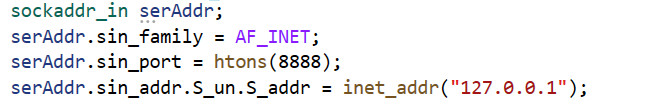 sockaddr_in serAddr;
serAddr.sin_family = AF_INET;
serAddr.sin_port = htons(8888);
serAddr.sin_addr.S_un.S_addr = inet_addr("127.0.0.1");